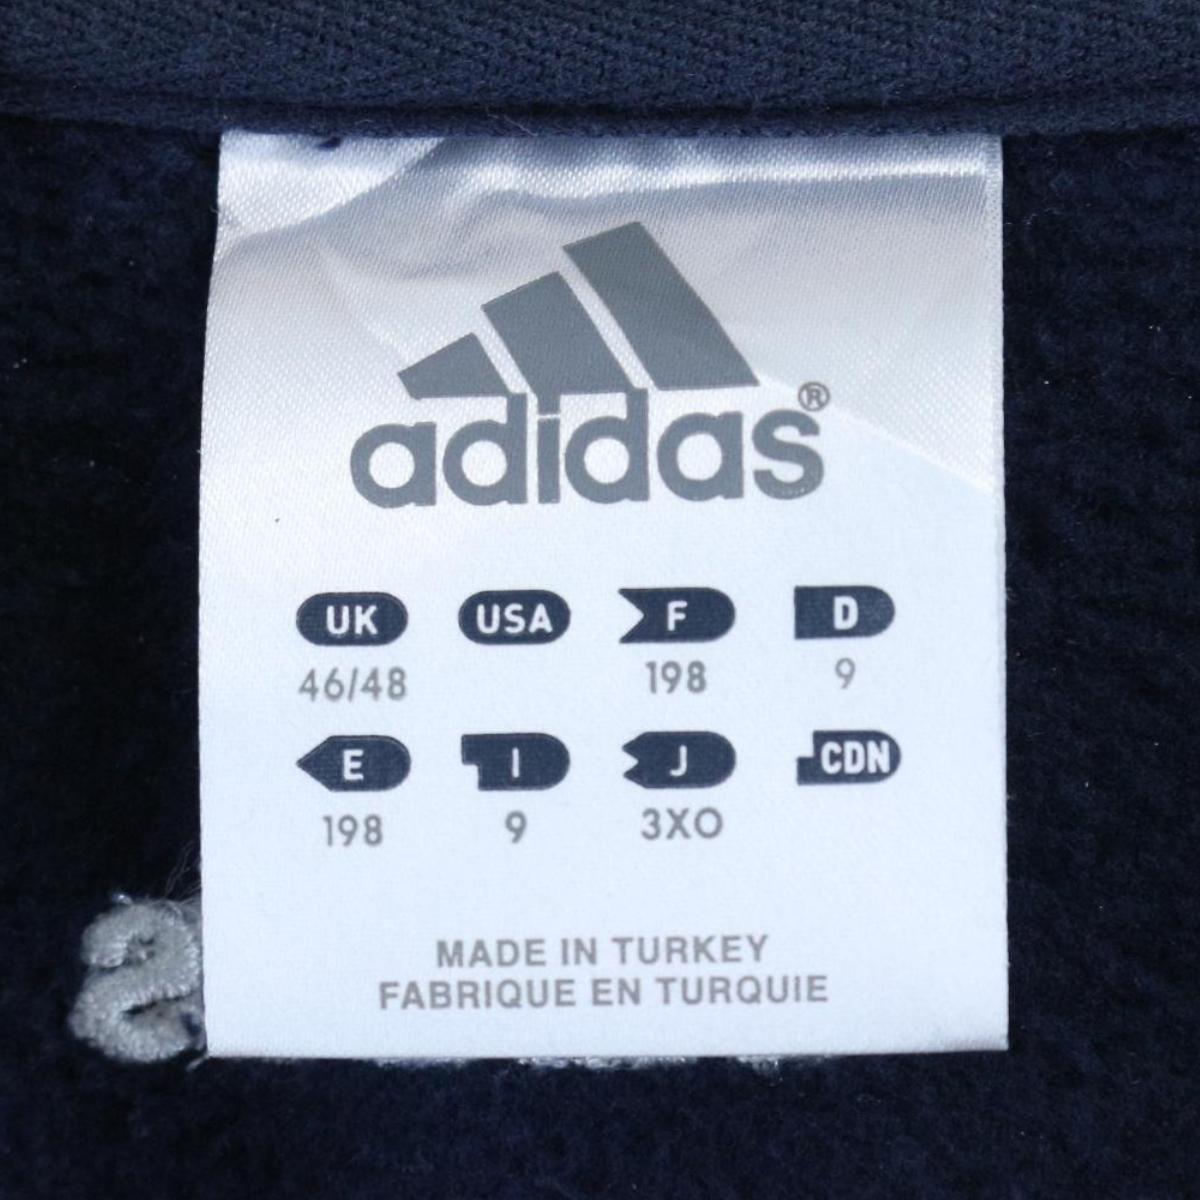 adidas®
UK USA F D
46/48 198 9
E I J CDN
198 9 3XO
MADE IN TURKEY
FABRIQUE EN TURQUIE